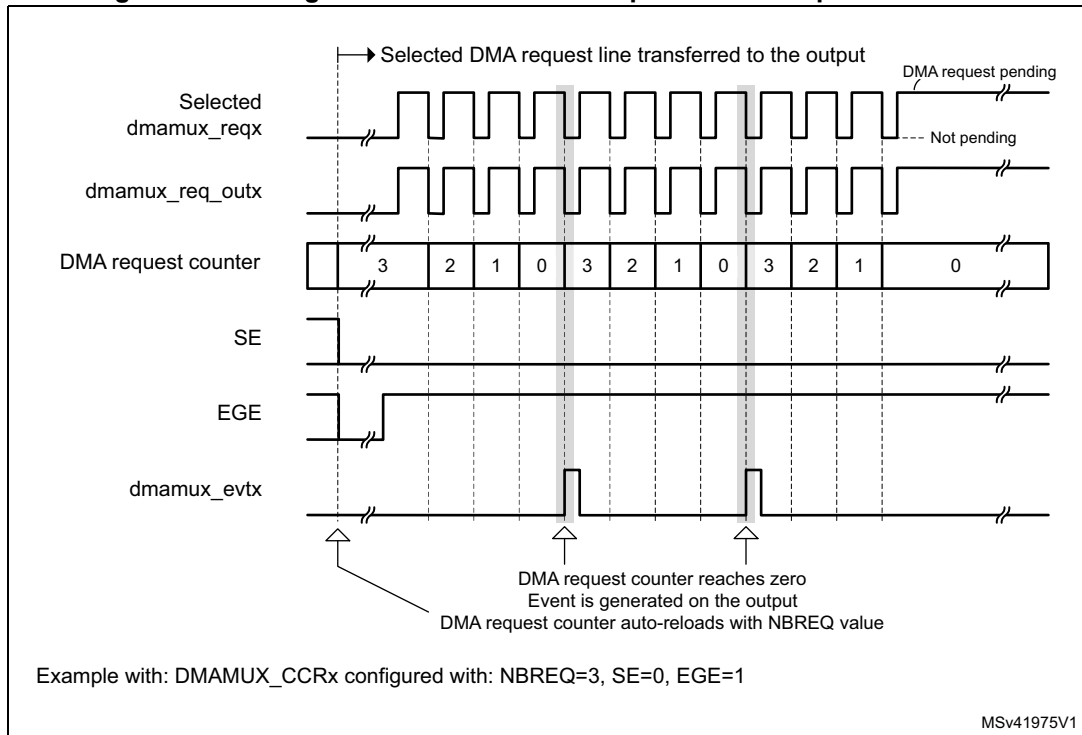 Selected DMA request line transferred to the output
DMA request pending
Selected
dmamux_reqx
Not pending
dmamux_req_outx
DMA request counter
3 2 1 0 3 2 1 0 3 2 1 0
SE
EGE
dmamux_evtx
DMA request counter reaches zero
Event is generated on the output
DMA request counter auto-reloads with NBREQ value
Example with: DMAMUX_CCRx configured with: NBREQ=3, SE=0, EGE=1
MSv41975V1